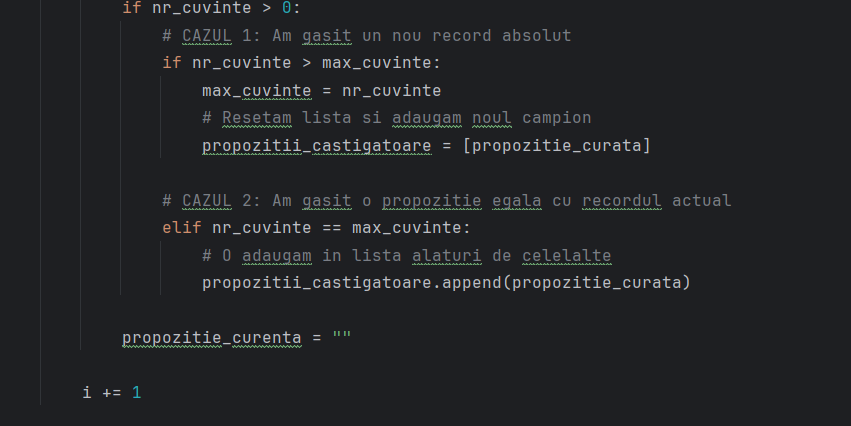 if nr_cuvinte > 0:
# CAZUL 1: Am gasit un nou record absolut
if nr_cuvinte > max_cuvinte:
max_cuvinte = nr_cuvinte
# Resetam lista si adaugam noul campion
propozitii_castigatoare = [propozitie_curata]
# CAZUL 2: Am gasit o propozitie egala cu recordul actual
elif nr_cuvinte == max_cuvinte:
# O adaugam in lista alaturi de celelalte
propozitii_castigatoare.append(propozitie_curata)
propozitie_curenta = ""
i += 1